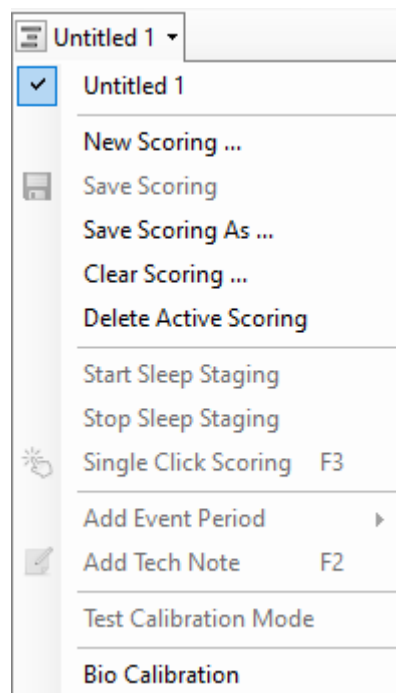 Untitled 1
Untitled 1
New Scoring ...
Save Scoring
Save Scoring As ...
Clear Scoring ...
Delete Active Scoring
Start Sleep Staging
Stop Sleep Staging
Single Click Scoring F3
Add Event Period
Add Tech Note F2
Test Calibration Mode
Bio Calibration